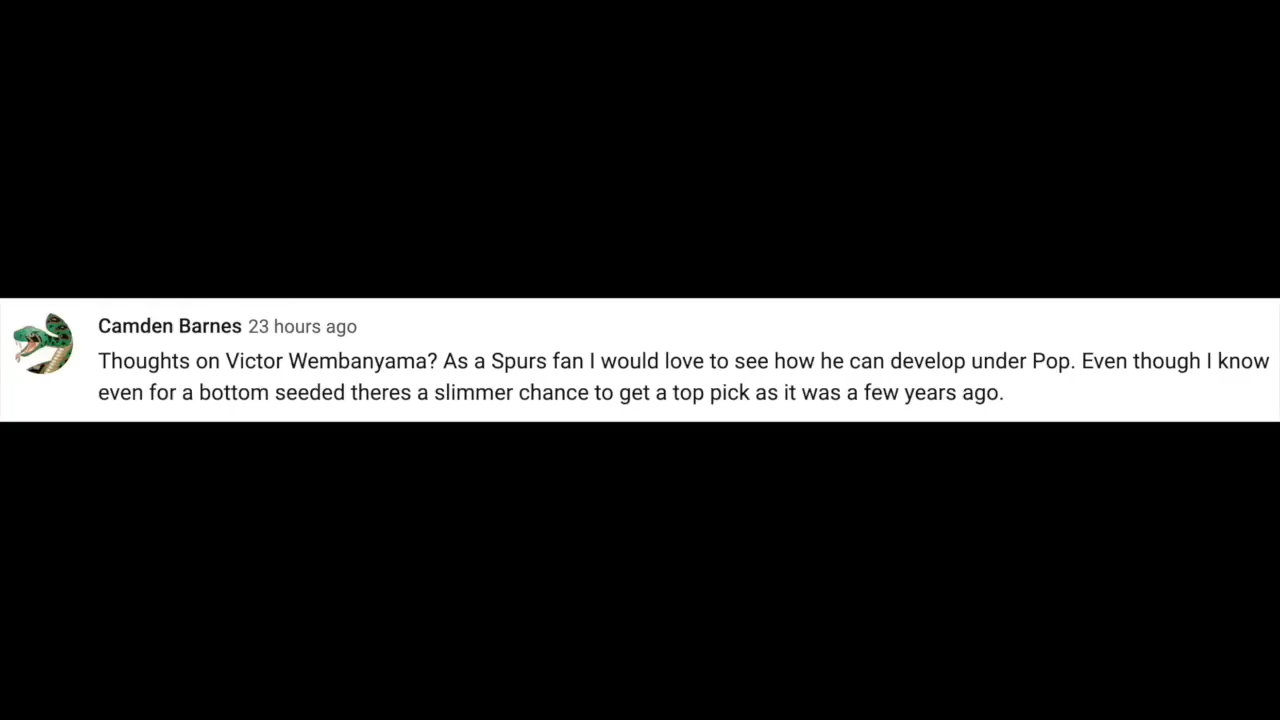 Camden Barnes 23 hours ago
Thoughts on Victor Wembanyama? As a Spurs fan I would love to see how he can develop under Pop. Even though I know
even for a bottom seeded theres a slimmer chance to get a top pick as it was a few years ago.